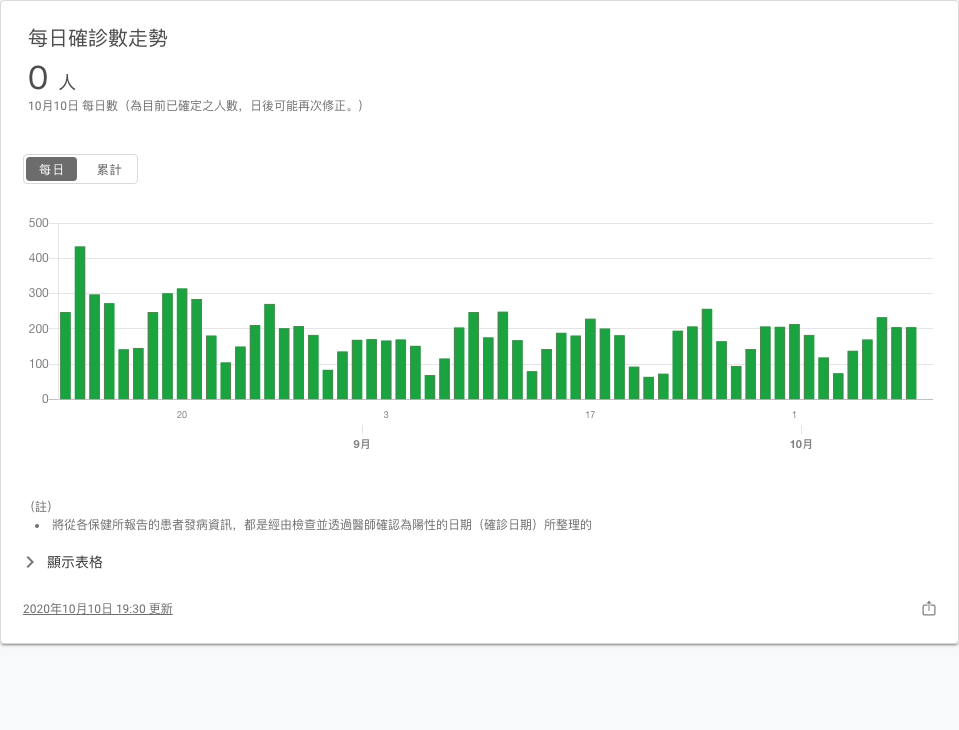 每日確診數走勢
0 人
10月10日 每日數（為目前已確定之人數，日後可能再次修正。）
每日 累計
500
400
300
200
100
0
20 3 17 1
9月 10月
（註）
• 將從各保健所報告的患者發病資訊，都是經由檢查並透過醫師確認為陽性的日期（確診日期）所整理的
顯示表格
2020年10月10日 19:30 更新